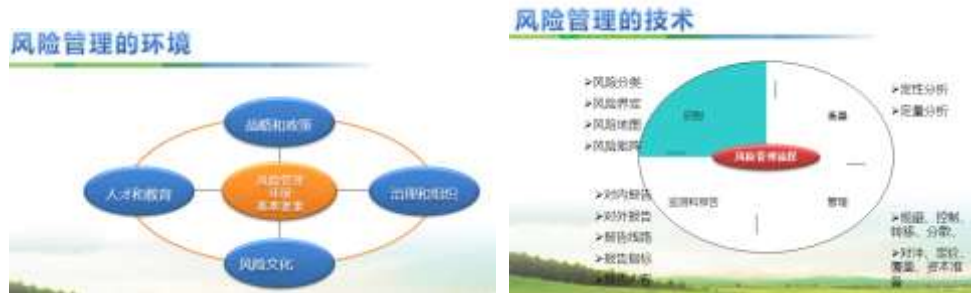 风险管理的环境
战略和政策
人才和教育
风险管理
环境
基本要素
治理和组织
风险文化
风险管理的技术
➢风险分类
➢风险界定
➢风险地图
➢风险矩阵
➢定性分析
➢定量分析
识别
衡量
风险管理流程
监测和报告
管理
➢对内报告
➢对外报告
➢报告线路
➢报告指标
➢规避、控制、
转移、分散、
➢对冲、定价、
覆盖、资本准
备